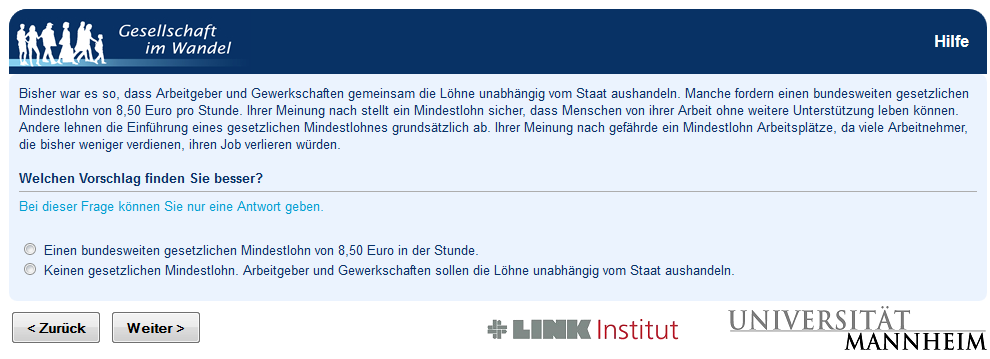 Gesellschaft
im Wandel
Hilfe
Bisher war es so, dass Arbeitgeber und Gewerkschaften gemeinsam die Löhne unabhängig vom Staat aushandeln. Manche fordern einen bundesweiten gesetzlichen
Mindestlohn von 8,50 Euro pro Stunde. Ihrer Meinung nach stellt ein Mindestlohn sicher, dass Menschen von ihrer Arbeit ohne weitere Unterstützung leben können.
Andere lehnen die Einführung eines gesetzlichen Mindestlohnes grundsätzlich ab. Ihrer Meinung nach gefährde ein Mindestlohn Arbeitsplätze, da viele Arbeitnehmer,
die bisher weniger verdienen, ihren Job verlieren würden.
Welchen Vorschlag finden Sie besser?
Bei dieser Frage können Sie nur eine Antwort geben.
Einen bundesweiten gesetzlichen Mindestlohn von 8,50 Euro in der Stunde.
Keinen gesetzlichen Mindestlohn. Arbeitgeber und Gewerkschaften sollen die Löhne unabhängig vom Staat aushandeln.
< Zurück
Weiter >
LINK Institut
UNIVERSITÄT
MANNHEIM